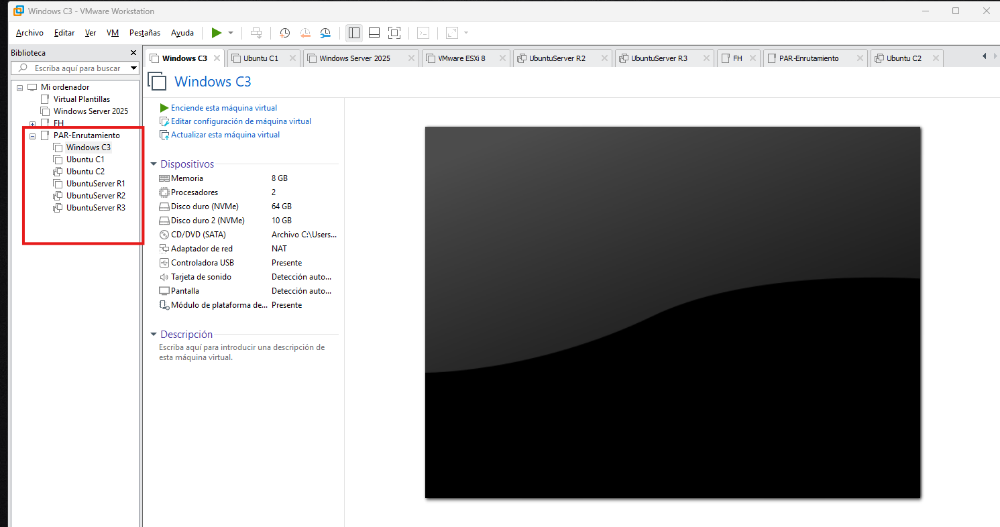 Windows C3 - VMware Workstation
Archivo Editar Ver VM Pestañas Ayuda
Biblioteca
Escriba aquí para buscar
Mi ordenador
Virtual Plantillas
Windows Server 2025
FH
PAR-Enrutamiento
Windows C3
Ubuntu C1
Ubuntu C2
UbuntuServer R1
UbuntuServer R2
UbuntuServer R3
Windows C3 Ubuntu C1 Windows Server 2025 VMware ESXi 8 UbuntuServer R2 UbuntuServer R3 FH PAR-Enrutamiento Ubuntu C2
Windows C3
Enciende esta máquina virtual
Editar configuración de máquina virtual
Actualizar esta máquina virtual
Dispositivos
Memoria 8 GB
Procesadores 2
Disco duro (NVMe) 64 GB
Disco duro 2 (NVMe) 10 GB
CD/DVD (SATA) Archivo C:\Users...
Adaptador de red NAT
Controladora USB Presente
Tarjeta de sonido Detección auto...
Pantalla Detección auto...
Módulo de plataforma de... Presente
Descripción
Escriba aquí para introducir una descripción de
esta máquina virtual.